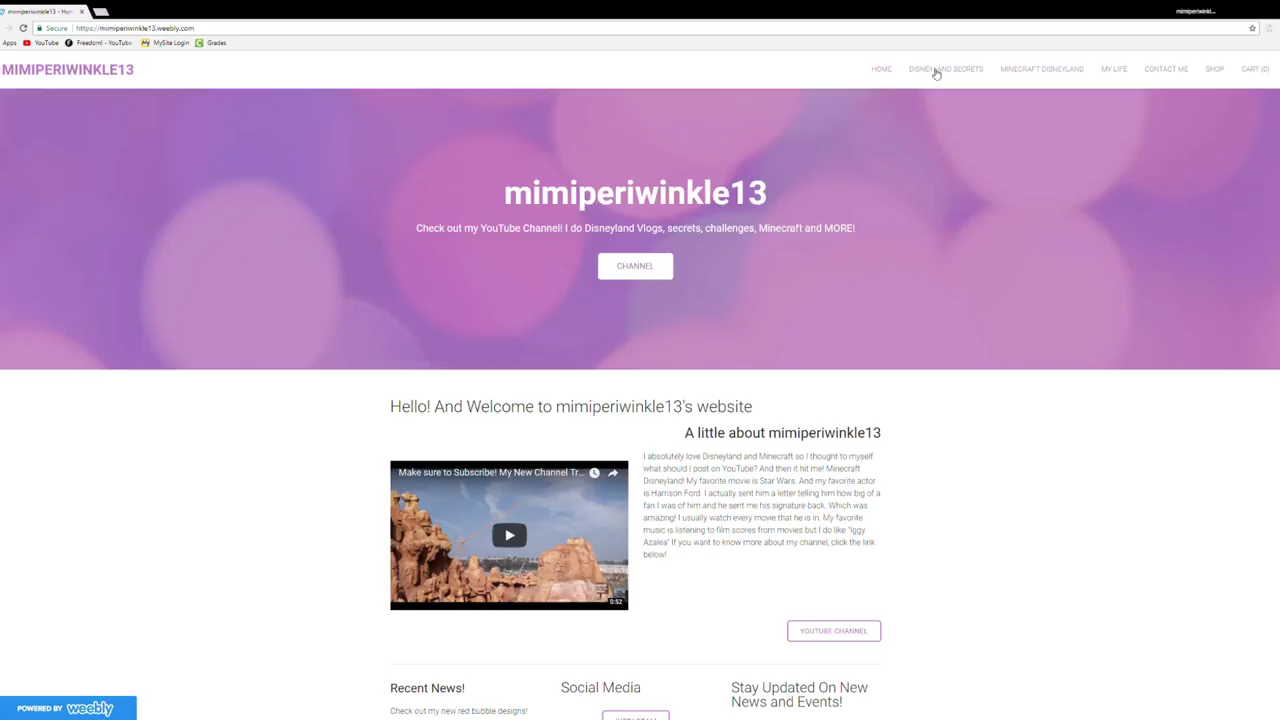 mimiperiwinkle13 - Hom
mimiperiwinkl...
Secure https://mimiperiwinkle13.weebly.com
Apps YouTube Freedom! - YouTube MySite Login Grades
MIMIPERIWINKLE13 HOME DISNEYLAND SECRETS MINECRAFT DISNEYLAND MY LIFE CONTACT ME SHOP CART (0)
mimiperiwinkle13
Check out my YouTube Channel! I do Disneyland Vlogs, secrets, challenges, Minecraft and MORE!
CHANNEL
Hello! And Welcome to mimiperiwinkle13's website
A little about mimiperiwinkle13
Make sure to Subscribe! My New Channel Tr...
0:52
I absolutely love Disneyland and Minecraft so I thought to myself
what should I post on YouTube? And then it hit me! Minecraft
Disneyland! My favorite movie is Star Wars. And my favorite actor
is Harrison Ford. I actually sent him a letter telling him how big of a
fan I was of him and he sent me his signature back. Which was
amazing! I usually watch every movie that he is in. My favorite
music is listening to film scores from movies but I do like "Iggy
Azalea" If you want to know more about my channel, click the link
below!
YOUTUBE CHANNEL
Recent News!
Check out my new red bubble designs!
Social Media
INSTAGRAM
Stay Updated On New
News and Events!
POWERED BY weebly